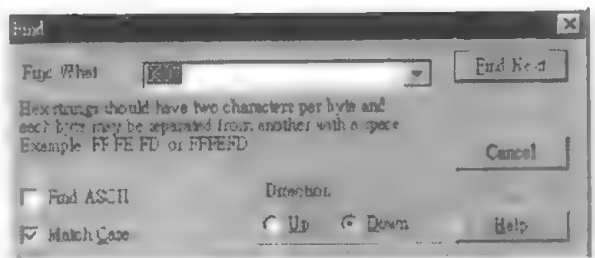 Find
Find What
Find Next
Hex strings should have two characters per byte and
each byte may be separated from another with a space
Example FF FE FD or FFFEFD
Cancel
Find ASCII
Direction
Match Case
Up
Down
Help